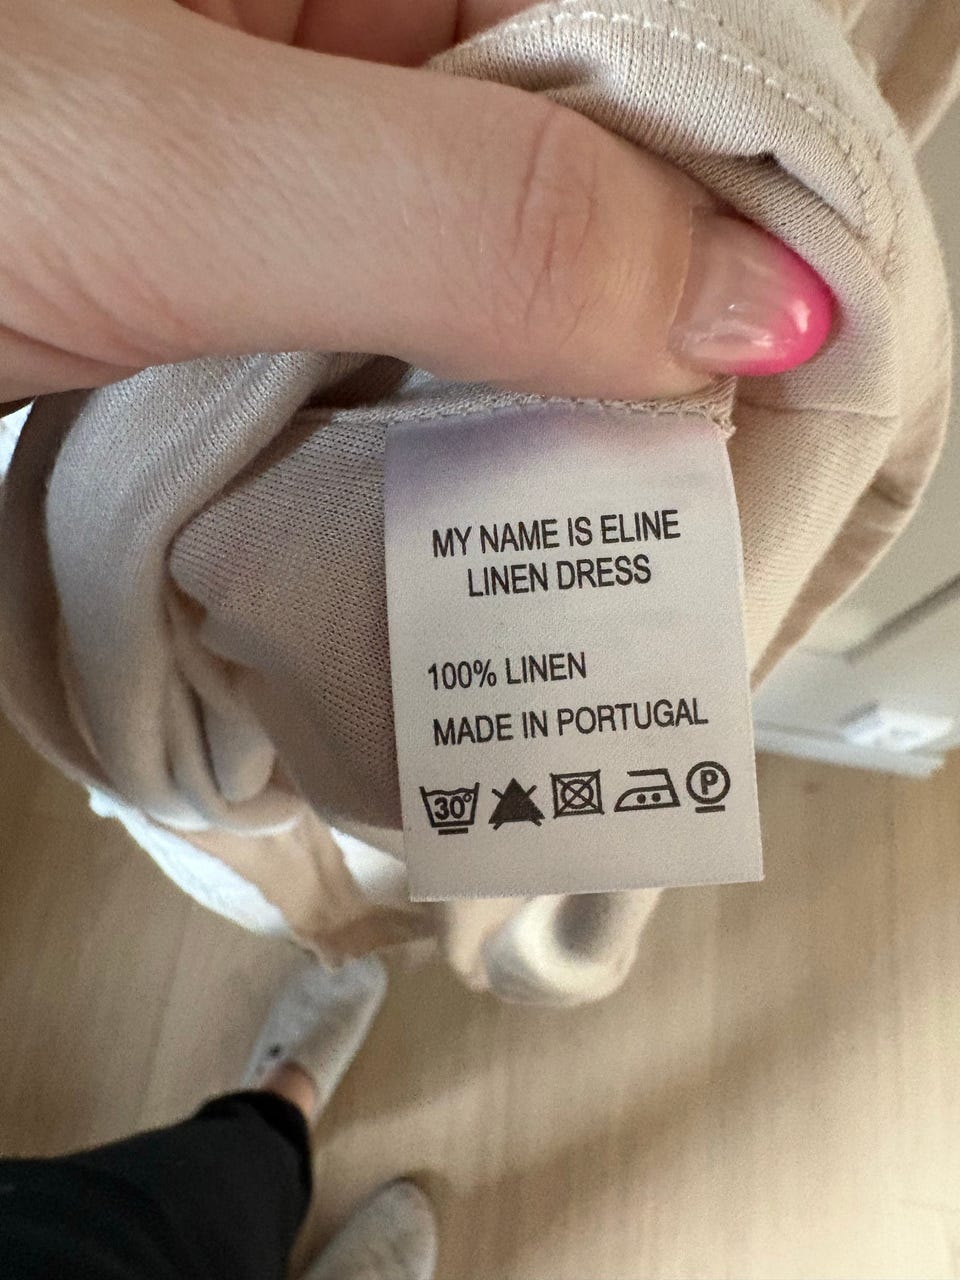 MY NAME IS ELINE
LINEN DRESS
100% LINEN
MADE IN PORTUGAL
30° P